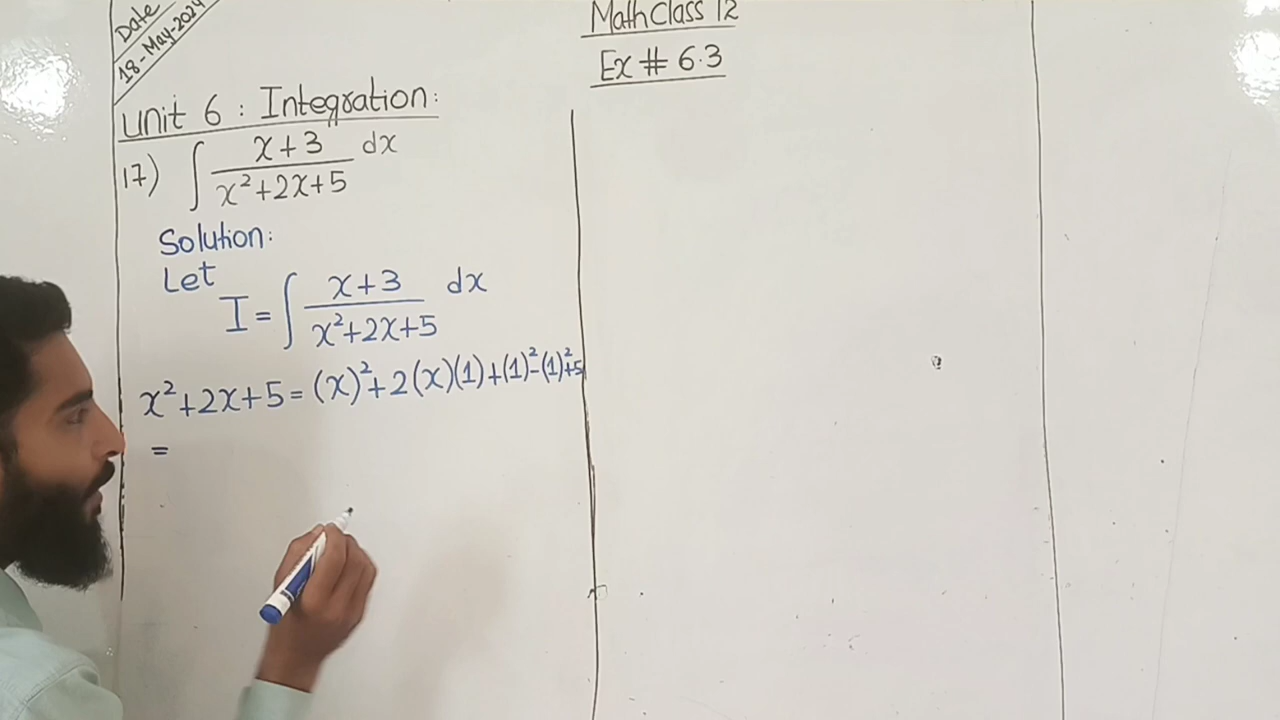 Date
18-May-2024
Math Class 12
Ex # 6.3
Unit 6 : Integration:
17) ∫ x+3 / x²+2x+5 dx
Solution:
Let
I = ∫ x+3 / x²+2x+5 dx
x²+2x+5 = (x)²+2(x)(1)+(1)²-(1)²+5
=